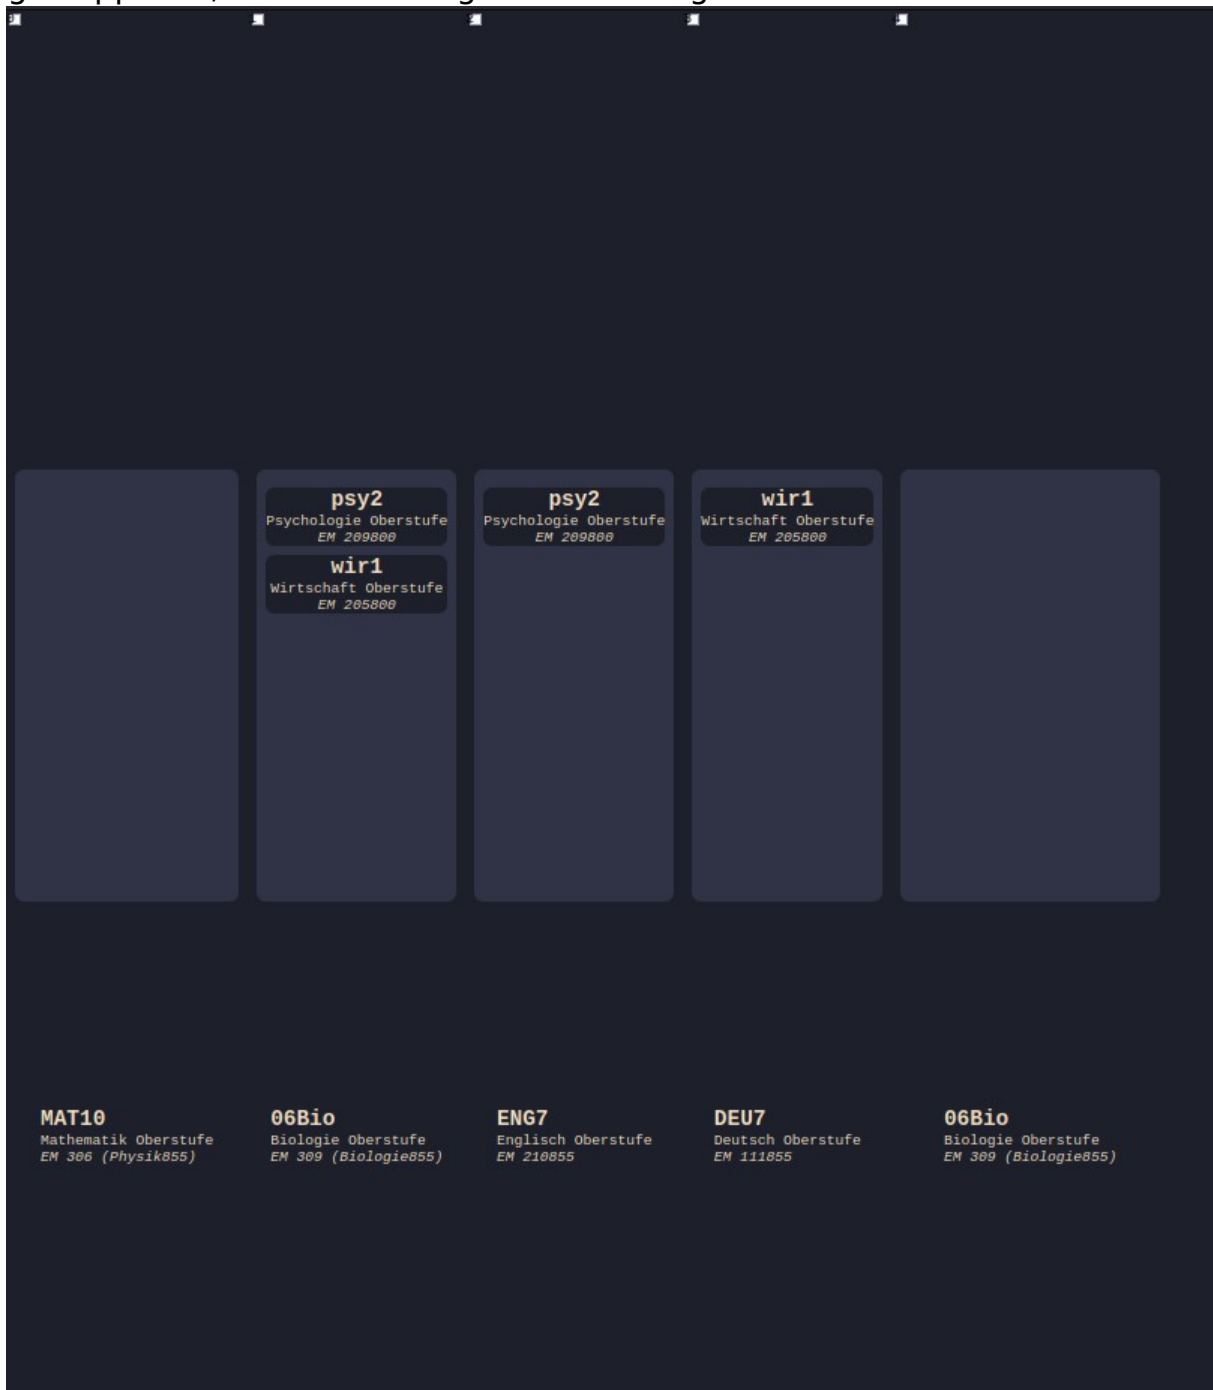 psy2
Psychologie Oberstufe
EM 209800
wir1
Wirtschaft Oberstufe
EM 205800
psy2
Psychologie Oberstufe
EM 209800
wir1
Wirtschaft Oberstufe
EM 205800
MAT10
Mathematik Oberstufe
EM 306 (Physik855)
06Bio
Biologie Oberstufe
EM 309 (Biologie855)
ENG7
Englisch Oberstufe
EM 210855
DEU7
Deutsch Oberstufe
EM 111855
06Bio
Biologie Oberstufe
EM 309 (Biologie855)